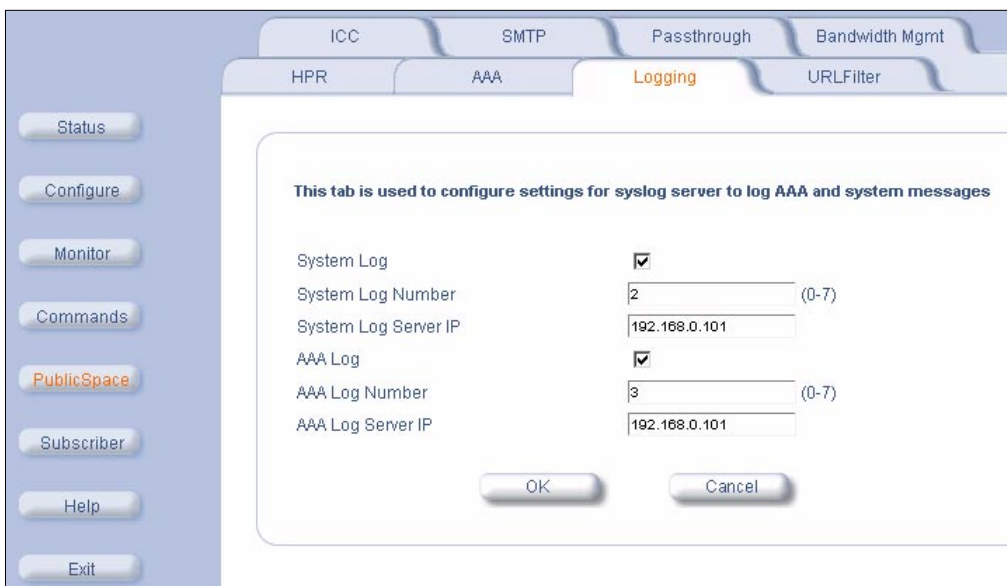 ICC SMTP Passthrough Bandwidth Mgmt
HPR AAA Logging URLFilter
Status
Configure
Monitor
Commands
PublicSpace
Subscriber
Help
Exit
This tab is used to configure settings for syslog server to log AAA and system messages
System Log
System Log Number 2 (0-7)
System Log Server IP 192.168.0.101
AAA Log
AAA Log Number 3 (0-7)
AAA Log Server IP 192.168.0.101
OK Cancel